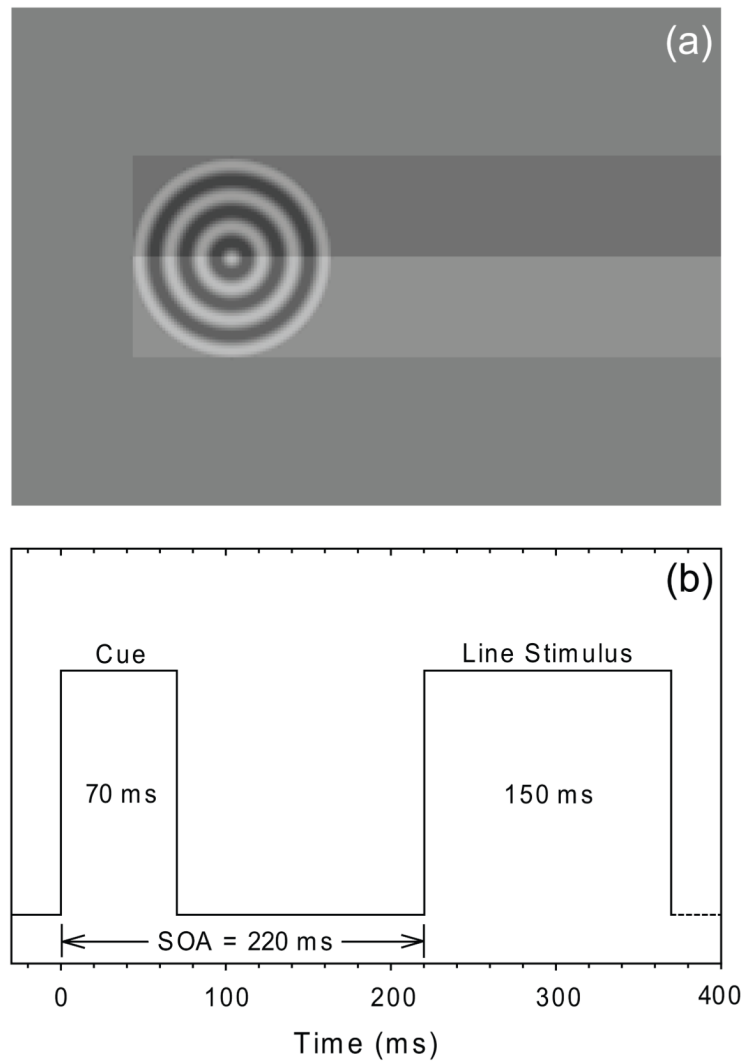 (a)
(b)
Cue
Line Stimulus
70 ms
150 ms
SOA = 220 ms
0 100 200 300 400
Time (ms)